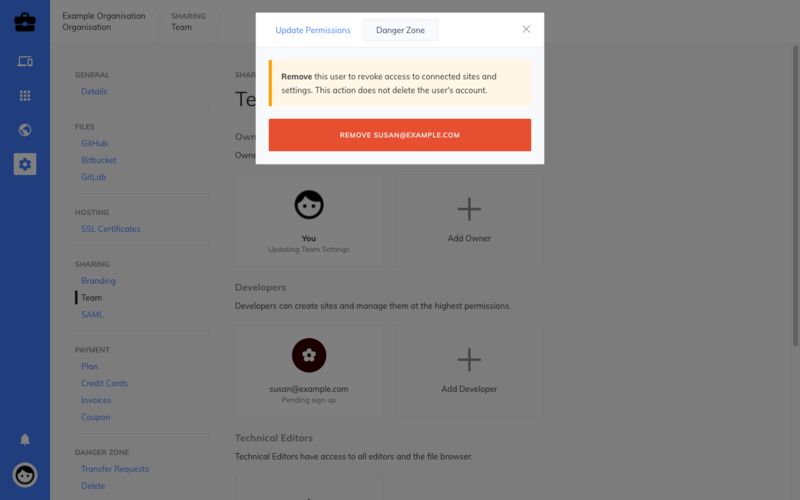 Example Organisation
Organisation
SHARING
Team
Update Permissions
Danger Zone
Remove this user to revoke access to connected sites and
settings. This action does not delete the user's account.
REMOVE SUSAN@EXAMPLE.COM
GENERAL
Details
FILES
GitHub
Bitbucket
GitLab
HOSTING
SSL Certificates
SHARING
Branding
Team
SAML
PAYMENT
Plan
Credit Cards
Invoices
Coupon
DANGER ZONE
Transfer Requests
Delete
You
Updating Team Settings
Add Owner
Developers
Developers can create sites and manage them at the highest permissions.
susan@example.com
Pending sign up
Add Developer
Technical Editors
Technical Editors have access to all editors and the file browser.